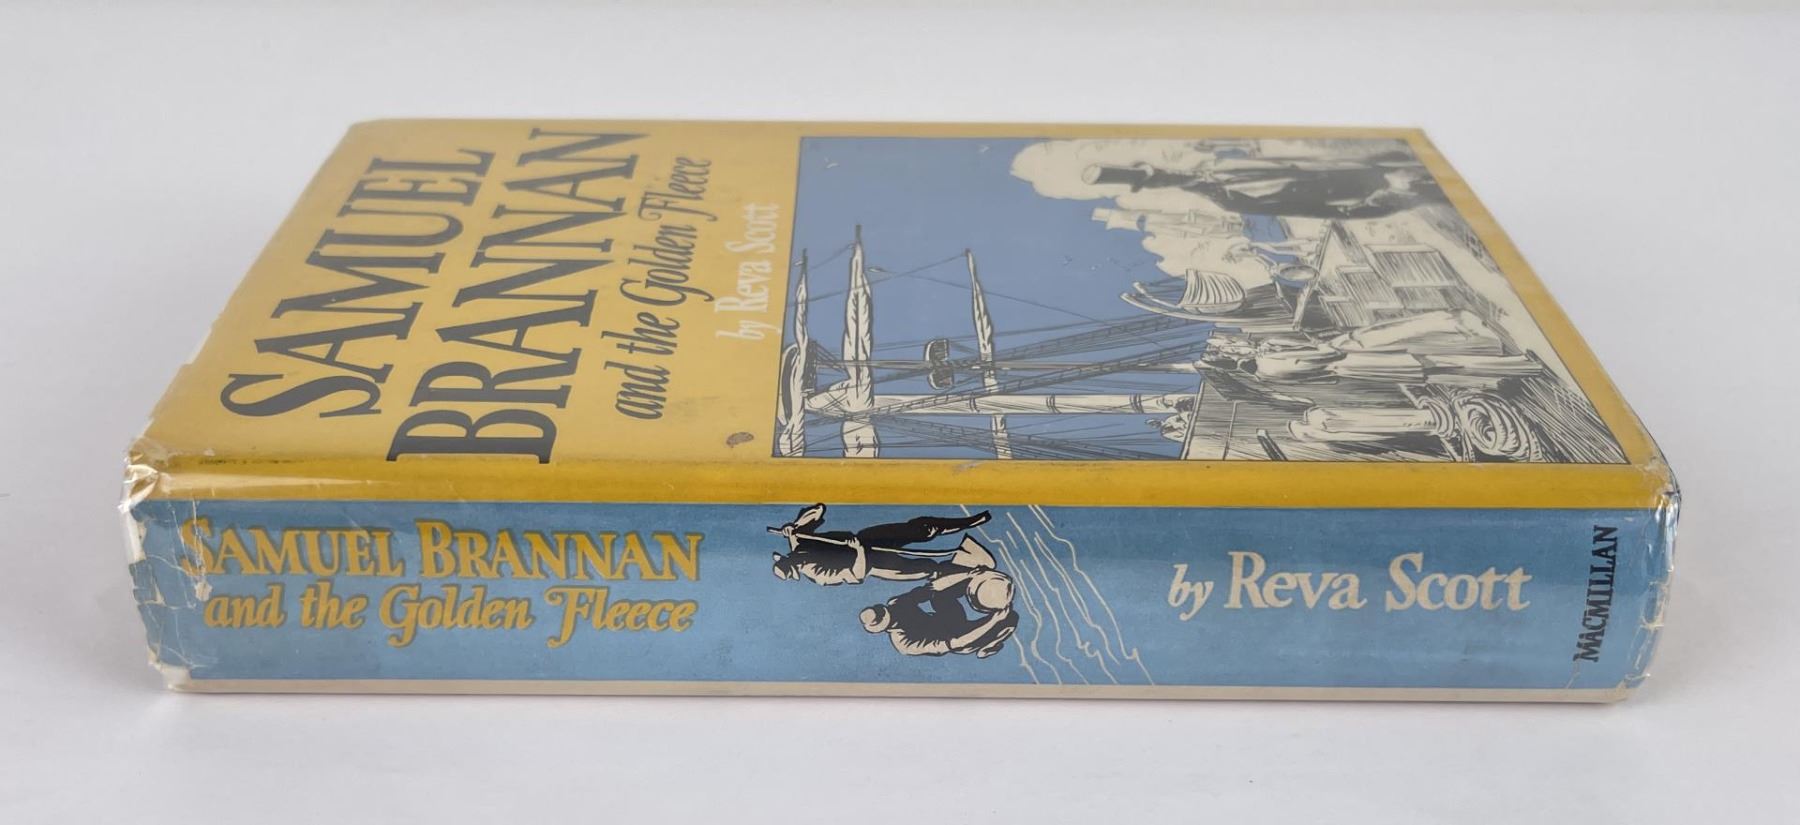 SAMUEL
BRANNAN
and the Golden Fleece
by Reva Scott
SAMUEL BRANNAN
and the Golden Fleece
by Reva Scott
MACMILLAN